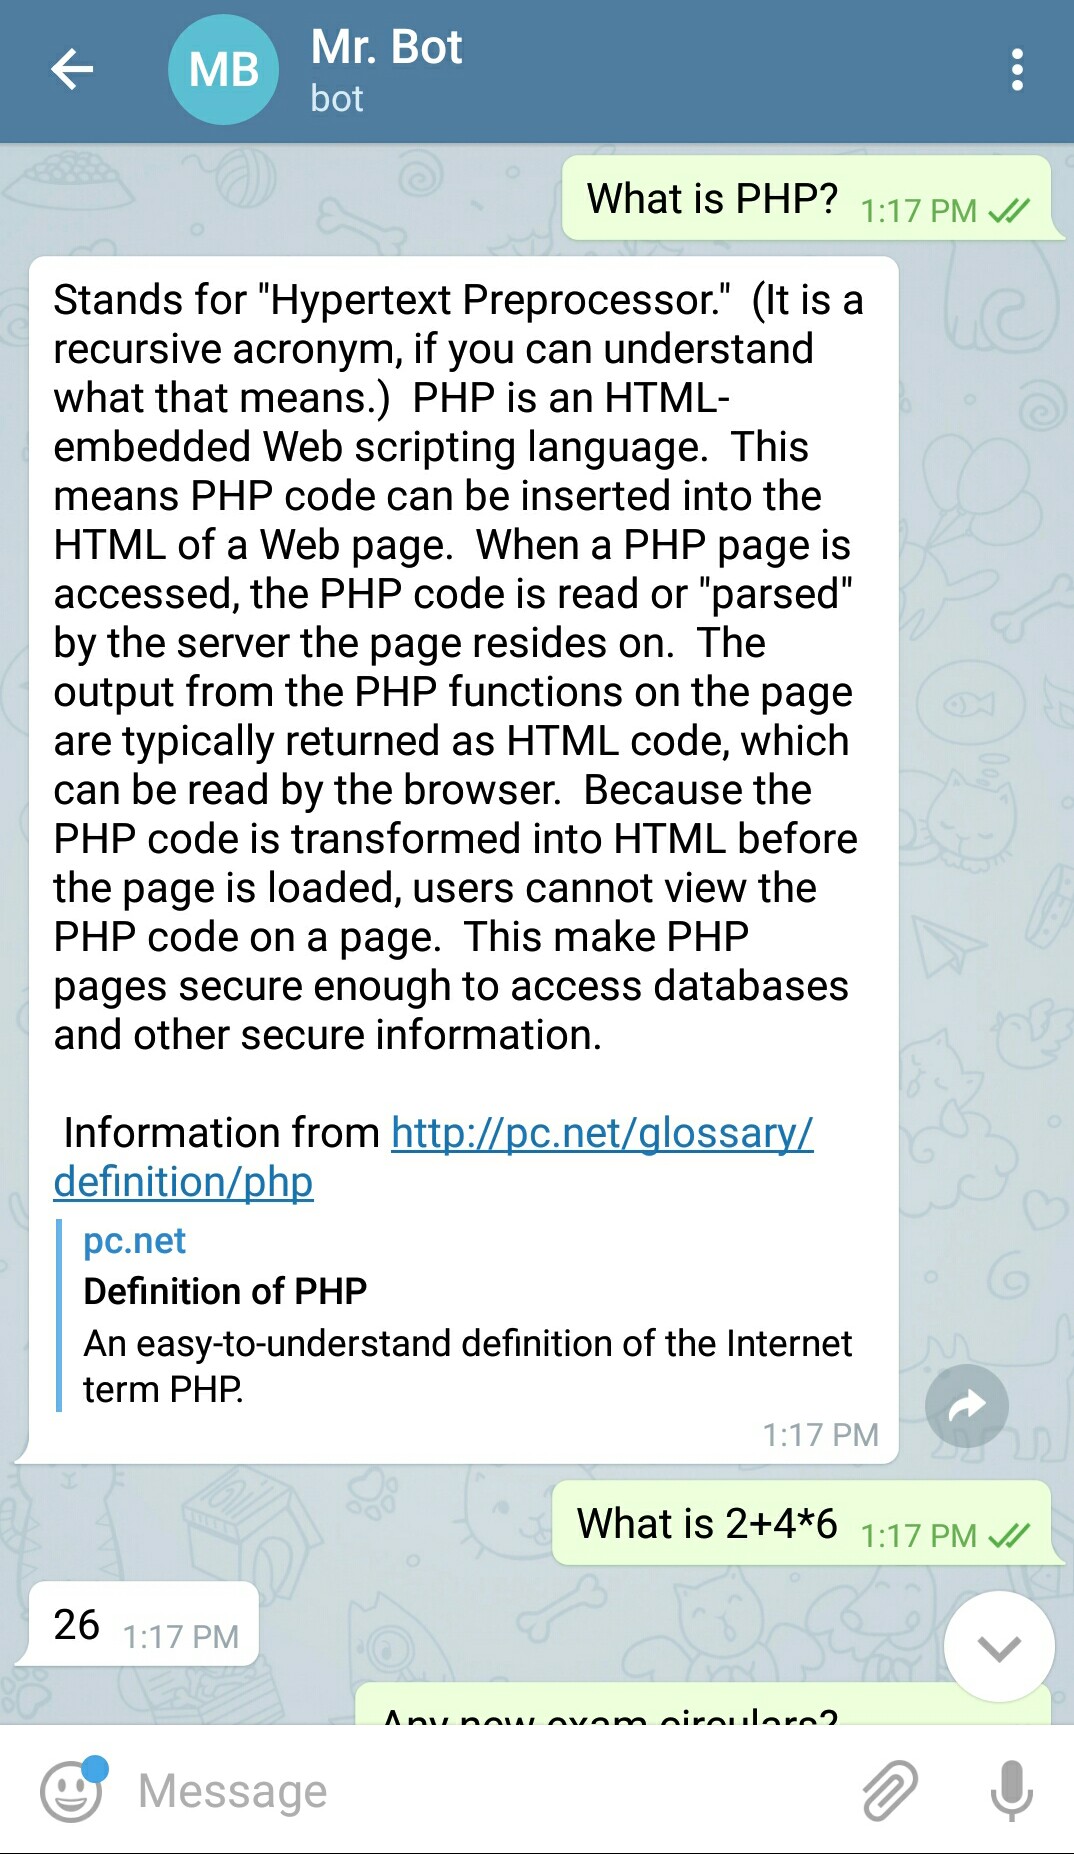 MB
Mr. Bot
bot
What is PHP? 1:17 PM
Stands for "Hypertext Preprocessor."  (It is a
recursive acronym, if you can understand
what that means.)  PHP is an HTML-
embedded Web scripting language.  This
means PHP code can be inserted into the
HTML of a Web page.  When a PHP page is
accessed, the PHP code is read or "parsed"
by the server the page resides on.  The
output from the PHP functions on the page
are typically returned as HTML code, which
can be read by the browser.  Because the
PHP code is transformed into HTML before
the page is loaded, users cannot view the
PHP code on a page.  This make PHP
pages secure enough to access databases
and other secure information.
Information from http://pc.net/glossary/
definition/php
pc.net
Definition of PHP
An easy-to-understand definition of the Internet
term PHP.
1:17 PM
What is 2+4*6 1:17 PM
26 1:17 PM
Any new exam circulars?
Message